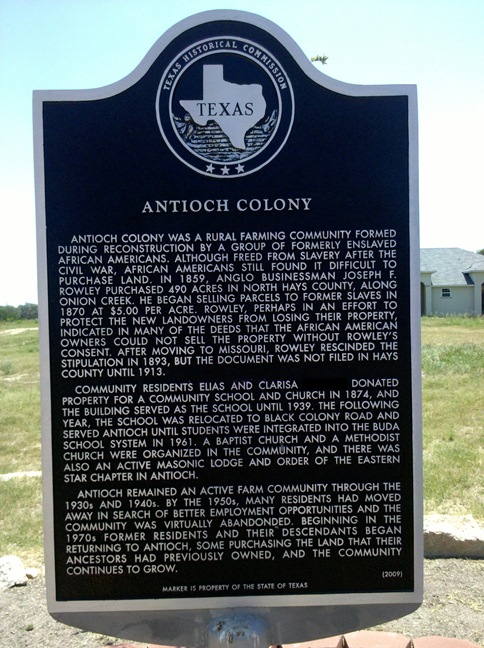 TEXAS HISTORICAL COMMISSION
TEXAS
ANTIOCH COLONY
ANTIOCH COLONY WAS A RURAL FARMING COMMUNITY FORMED
DURING RECONSTRUCTION BY A GROUP OF FORMERLY ENSLAVED
AFRICAN AMERICANS. ALTHOUGH FREED FROM SLAVERY AFTER THE
CIVIL WAR, AFRICAN AMERICANS STILL FOUND IT DIFFICULT TO
PURCHASE LAND. IN 1859, ANGLO BUSINESSMAN JOSEPH F.
ROWLEY PURCHASED 490 ACRES IN NORTH HAYS COUNTY, ALONG
ONION CREEK. HE BEGAN SELLING PARCELS TO FORMER SLAVES IN
1870 AT $5.00 PER ACRE. ROWLEY, PERHAPS IN AN EFFORT TO
PROTECT THE NEW LANDOWNERS FROM LOSING THEIR PROPERTY,
INDICATED IN MANY OF THE DEEDS THAT THE AFRICAN AMERICAN
OWNERS COULD NOT SELL THE PROPERTY WITHOUT ROWLEY'S
CONSENT. AFTER MOVING TO MISSOURI, ROWLEY RESCINDED THE
STIPULATION IN 1893, BUT THE DOCUMENT WAS NOT FILED IN HAYS
COUNTY UNTIL 1913.
COMMUNITY RESIDENTS ELIAS AND CLARISA DONATED
PROPERTY FOR A COMMUNITY SCHOOL AND CHURCH IN 1874, AND
THE BUILDING SERVED AS THE SCHOOL UNTIL 1939. THE FOLLOWING
YEAR, THE SCHOOL WAS RELOCATED TO BLACK COLONY ROAD AND
SERVED ANTIOCH UNTIL STUDENTS WERE INTEGRATED INTO THE BUDA
SCHOOL SYSTEM IN 1961. A BAPTIST CHURCH AND A METHODIST
CHURCH WERE ORGANIZED IN THE COMMUNITY, AND THERE WAS
ALSO AN ACTIVE MASONIC LODGE AND ORDER OF THE EASTERN
STAR CHAPTER IN ANTIOCH.
ANTIOCH REMAINED AN ACTIVE FARM COMMUNITY THROUGH THE
1930s AND 1940s. BY THE 1950s, MANY RESIDENTS HAD MOVED
AWAY IN SEARCH OF BETTER EMPLOYMENT OPPORTUNITIES AND THE
COMMUNITY WAS VIRTUALLY ABANDONDED. BEGINNING IN THE
1970s FORMER RESIDENTS AND THEIR DESCENDANTS BEGAN
RETURNING TO ANTIOCH, SOME PURCHASING THE LAND THAT THEIR
ANCESTORS HAD PREVIOUSLY OWNED, AND THE COMMUNITY
CONTINUES TO GROW.
(2009)
MARKER IS PROPERTY OF THE STATE OF TEXAS